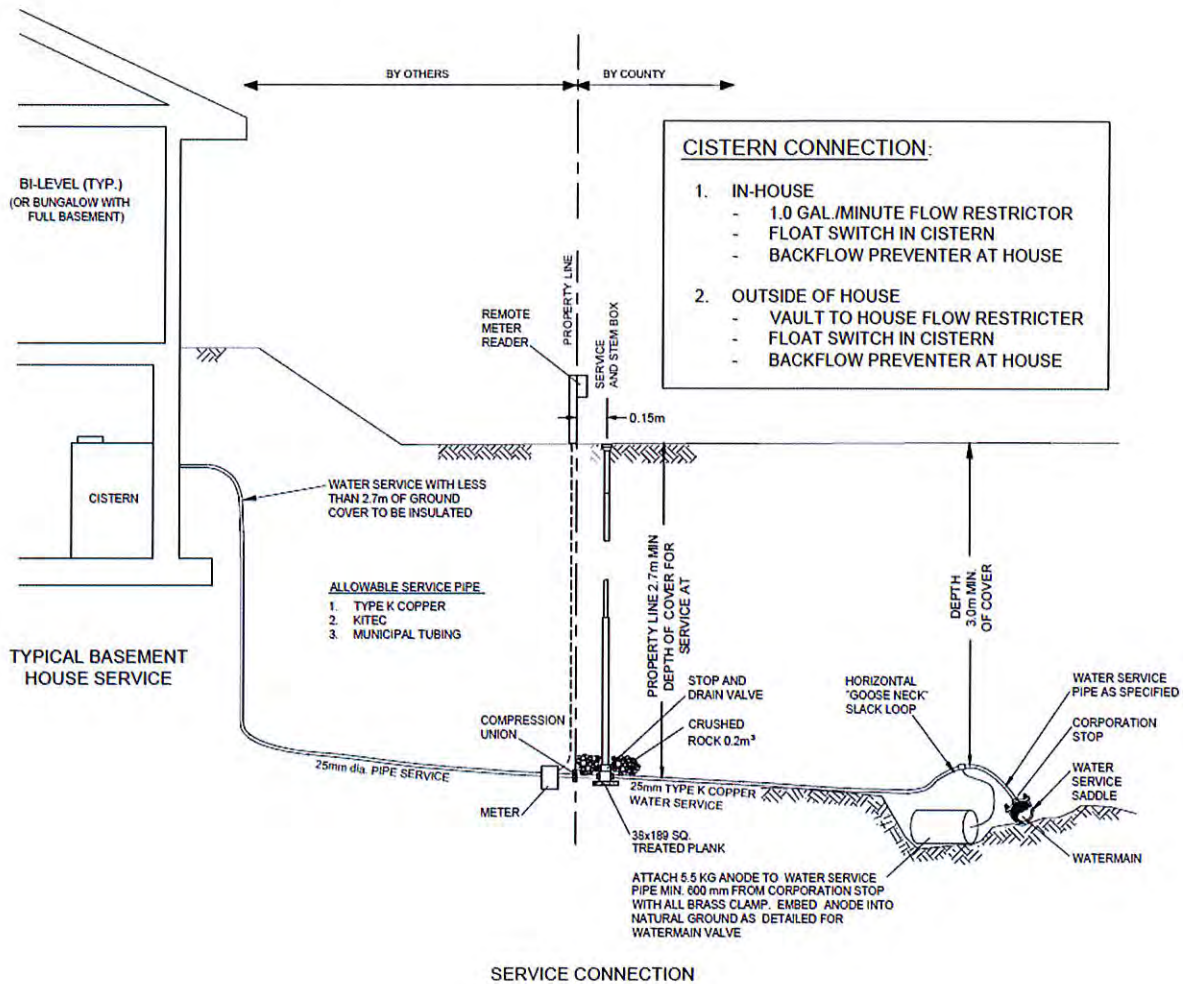 BY OTHERS
BY COUNTY
CISTERN CONNECTION:
1. IN-HOUSE
- 1.0 GAL./MINUTE FLOW RESTRICTOR
- FLOAT SWITCH IN CISTERN
- BACKFLOW PREVENTER AT HOUSE
2. OUTSIDE OF HOUSE
- VAULT TO HOUSE FLOW RESTRICTER
- FLOAT SWITCH IN CISTERN
- BACKFLOW PREVENTER AT HOUSE
BI-LEVEL (TYP.)
(OR BUNGALOW WITH
FULL BASEMENT)
PROPERTY LINE
REMOTE
METER
READER
SERVICE
AND STEM BOX
0.15m
CISTERN
WATER SERVICE WITH LESS
THAN 2.7m OF GROUND
COVER TO BE INSULATED
ALLOWABLE SERVICE PIPE
1. TYPE K COPPER
2. KITEC
3. MUNICIPAL TUBING
PROPERTY LINE 2.7m MIN
DEPTH OF COVER FOR
SERVICE AT
DEPTH
3.0m MIN.
OF COVER
TYPICAL BASEMENT
HOUSE SERVICE
STOP AND
DRAIN VALVE
CRUSHED
ROCK 0.2m³
HORIZONTAL
"GOOSE NECK"
SLACK LOOP
WATER SERVICE
PIPE AS SPECIFIED
CORPORATION
STOP
WATER
SERVICE
SADDLE
WATERMAIN
COMPRESSION
UNION
25mm dia. PIPE SERVICE
METER
25mm TYPE K COPPER
WATER SERVICE
38x189 SQ.
TREATED PLANK
ATTACH 5.5 KG ANODE TO WATER SERVICE
PIPE MIN. 600 mm FROM CORPORATION STOP
WITH ALL BRASS CLAMP. EMBED ANODE INTO
NATURAL GROUND AS DETAILED FOR
WATERMAIN VALVE
SERVICE CONNECTION